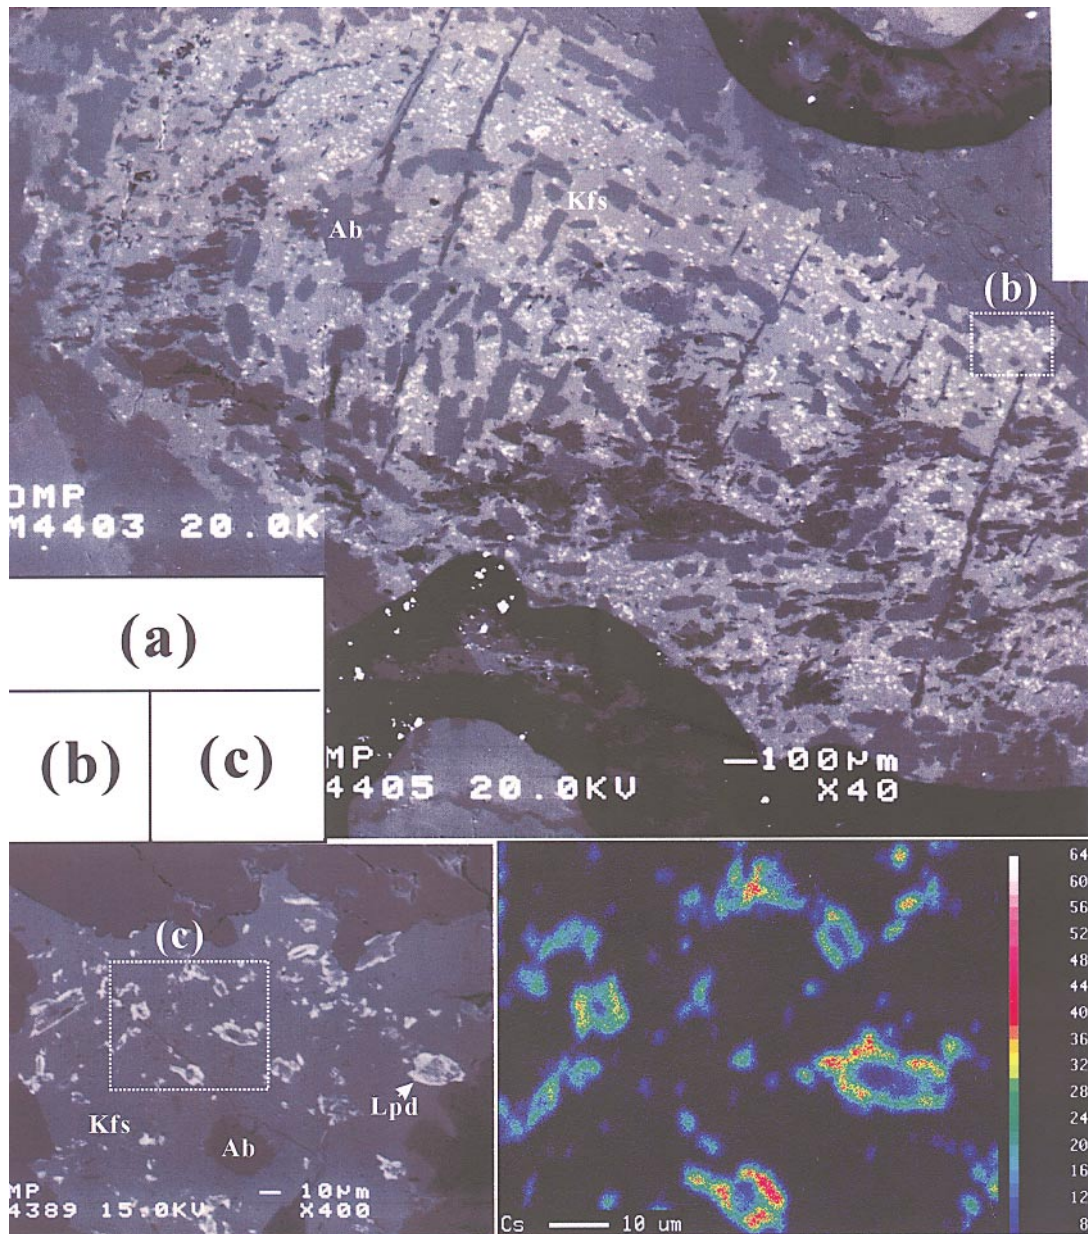 Ab
Kfs
(b)
DMP
M4403 20.0K
(a)
(b)
(c)
MP
4405 20.0KV
100μm
X40
(c)
Lpd
Kfs
Ab
MP
4389 15.0KV
10μm
X400
64
60
56
52
48
44
40
36
32
28
24
20
16
12
8
Cs
10 um